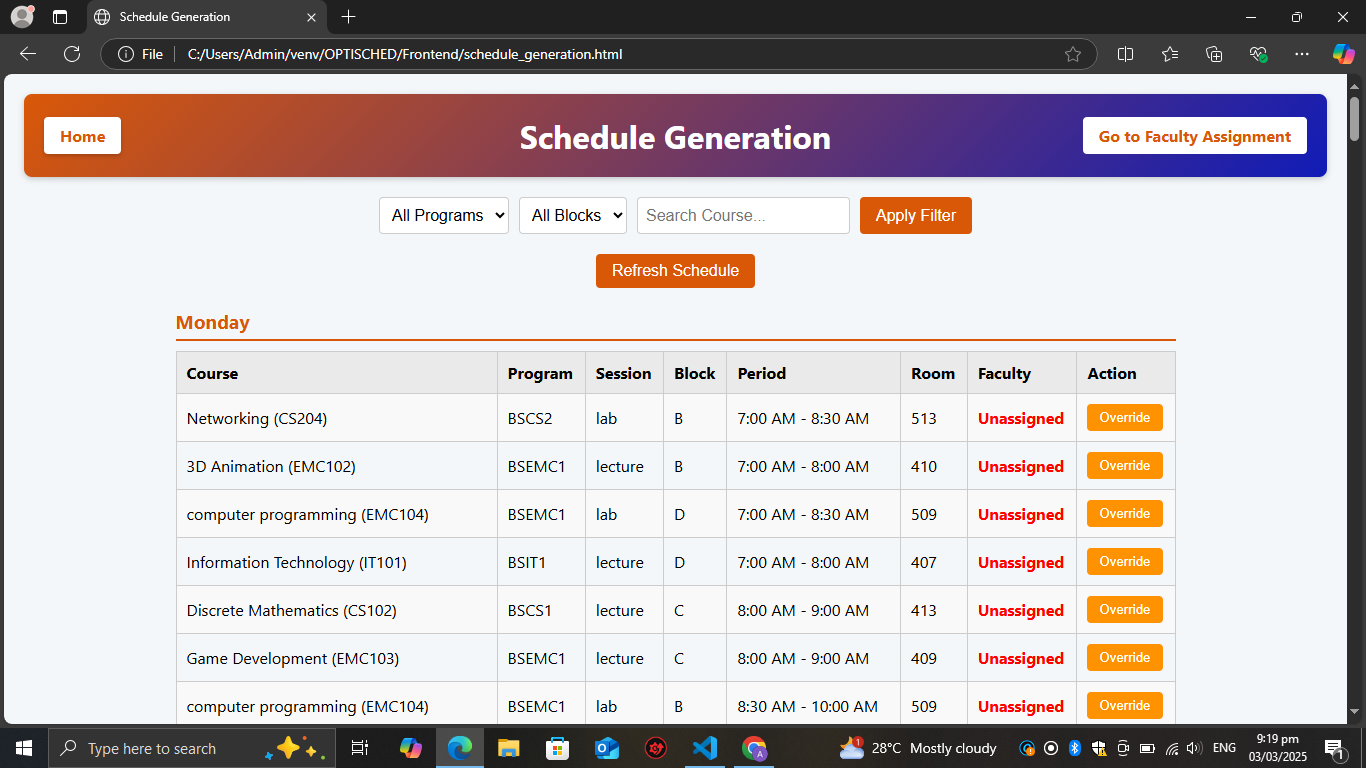 Schedule Generation
File C:/Users/Admin/venv/OPTISCHED/Frontend/schedule_generation.html
Home Schedule Generation Go to Faculty Assignment
All Programs All Blocks Search Course... Apply Filter
Refresh Schedule
Monday
Course Program Session Block Period Room Faculty Action
Networking (CS204) BSCS2 lab B 7:00 AM - 8:30 AM 513 Unassigned Override
3D Animation (EMC102) BSEMC1 lecture B 7:00 AM - 8:00 AM 410 Unassigned Override
computer programming (EMC104) BSEMC1 lab D 7:00 AM - 8:30 AM 509 Unassigned Override
Information Technology (IT101) BSIT1 lecture D 7:00 AM - 8:00 AM 407 Unassigned Override
Discrete Mathematics (CS102) BSCS1 lecture C 8:00 AM - 9:00 AM 413 Unassigned Override
Game Development (EMC103) BSEMC1 lecture C 8:00 AM - 9:00 AM 409 Unassigned Override
computer programming (EMC104) BSEMC1 lab B 8:30 AM - 10:00 AM 509 Unassigned Override
Type here to search 1 28°C Mostly cloudy ENG 9:19 pm 1
03/03/2025